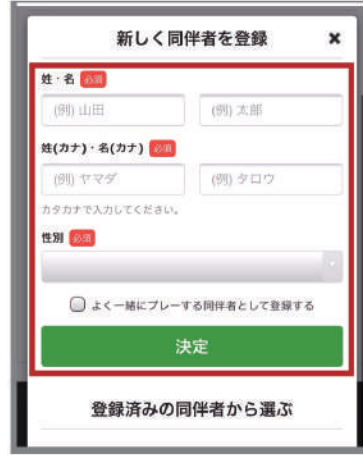 新しく同伴者を登録 ×
姓・名 必須
(例) 山田 (例) 太郎
姓(カナ)・名(カナ) 必須
(例) ヤマダ (例) タロウ
カタカナで入力してください。
性別 必須
よく一緒にプレーする同伴者として登録する
決定
登録済みの同伴者から選ぶ